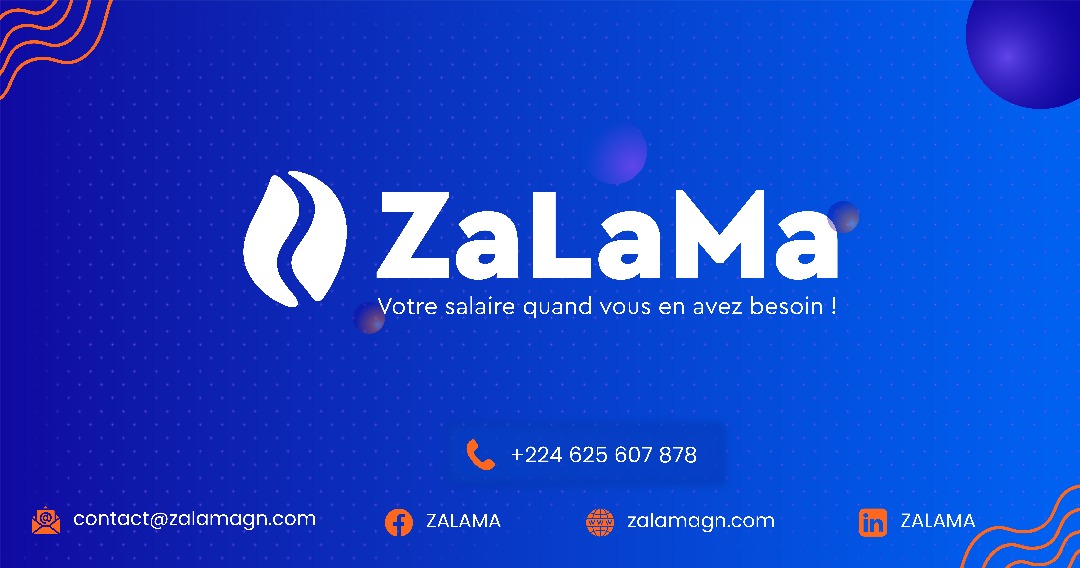 ZaLaMa
Votre salaire quand vous en avez besoin !
+224 625 607 878
contact@zalamagn.com
ZALAMA
zalamagn.com
ZALAMA